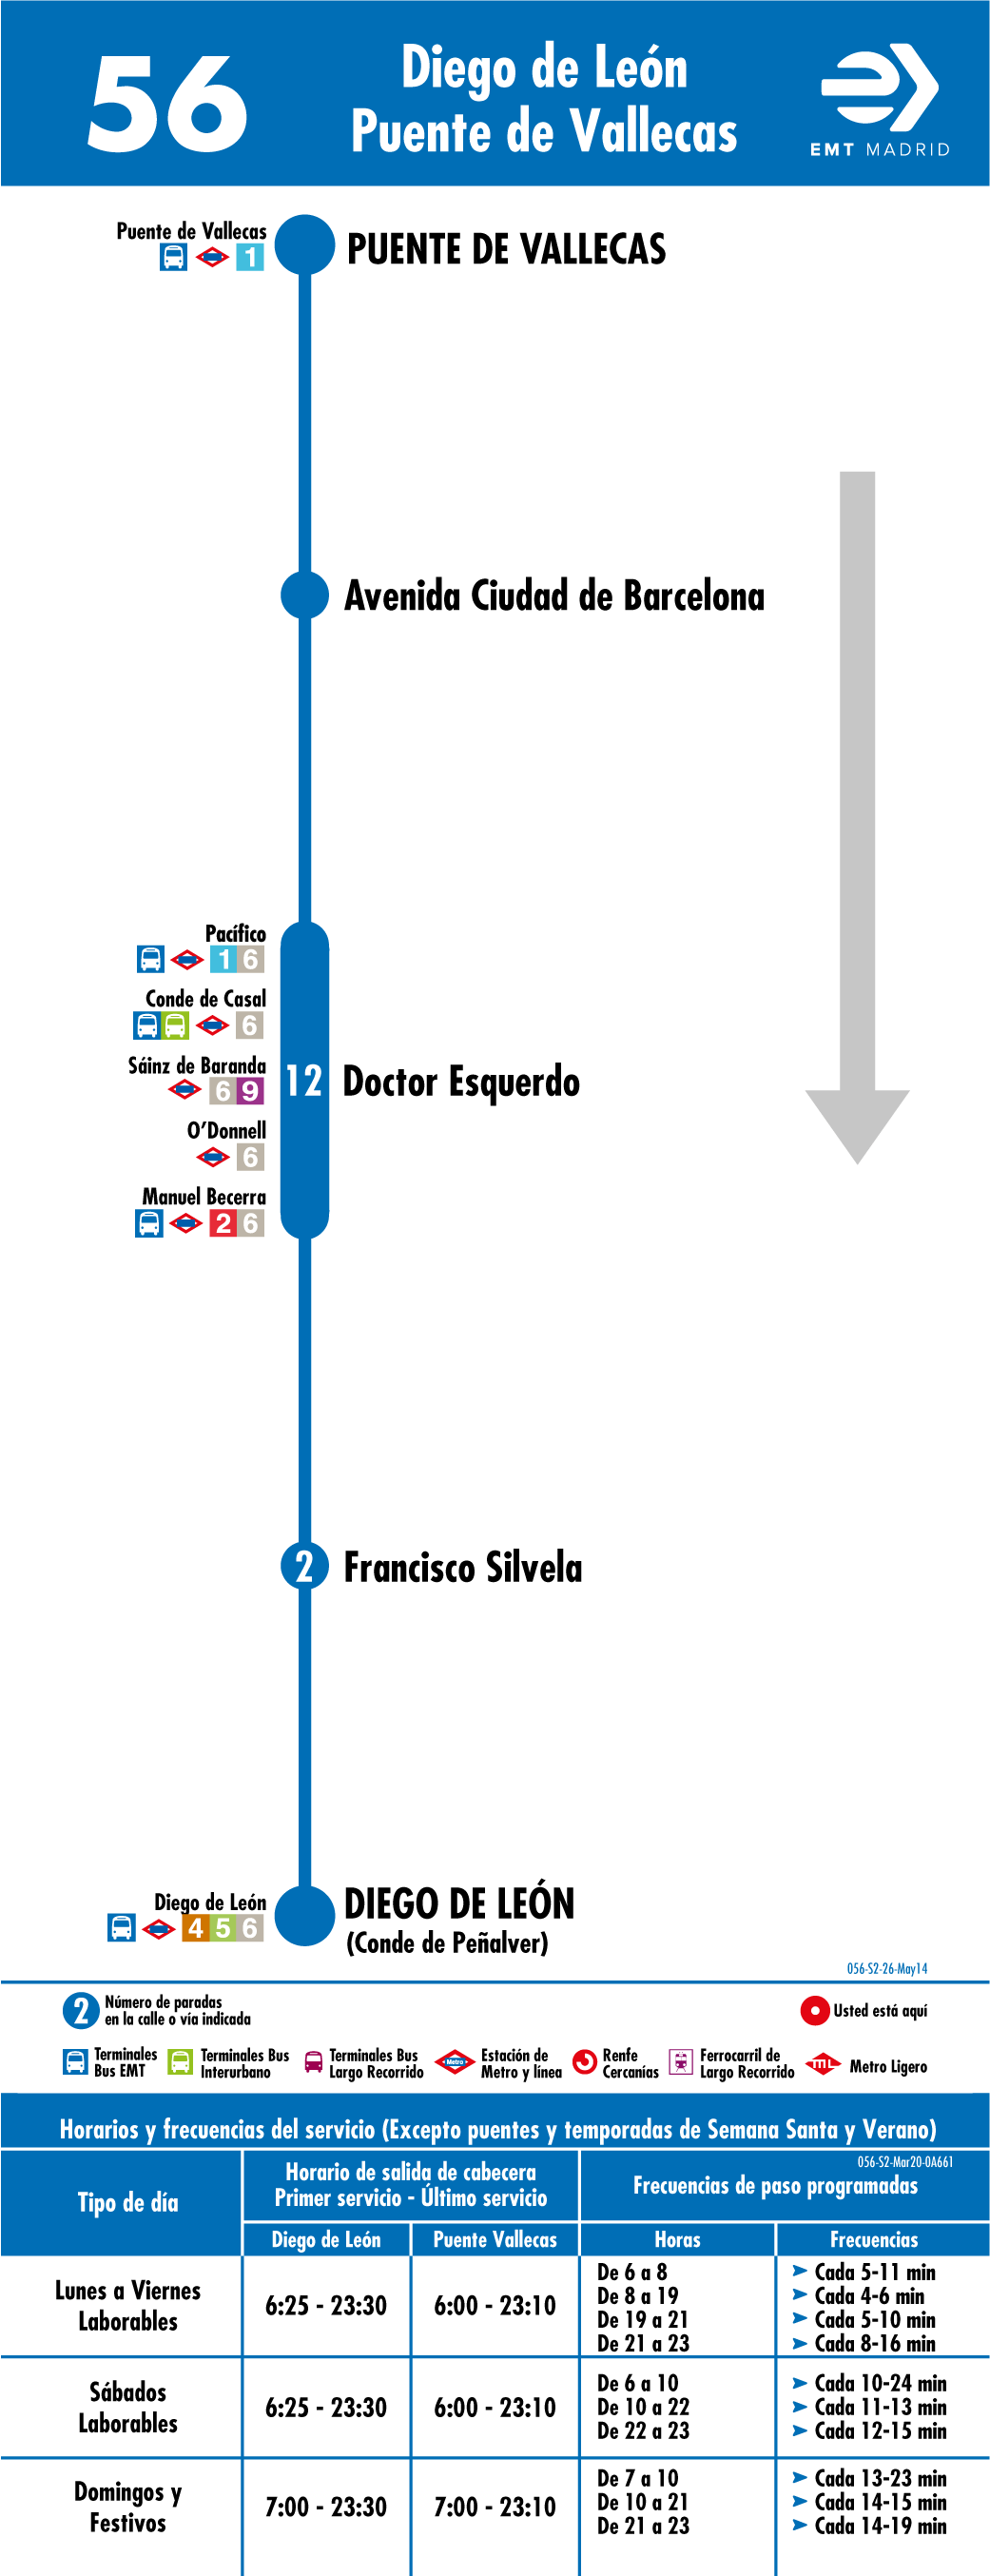 56
Diego de León
Puente de Vallecas
EMT MADRID
Puente de Vallecas
1
PUENTE DE VALLECAS
Avenida Ciudad de Barcelona
Pacífico
1 6
Conde de Casal
6
Sáinz de Baranda
6 9
12 Doctor Esquerdo
O'Donnell
6
Manuel Becerra
2 6
2 Francisco Silvela
Diego de León
4 5 6
DIEGO DE LEÓN
(Conde de Peñalver)
056-S2-26-May14
2 Número de paradas
en la calle o vía indicada
Usted está aquí
Terminales
Bus EMT
Terminales Bus
Interurbano
Terminales Bus
Largo Recorrido
Metro
Estación de
Metro y línea
Renfe
Cercanías
Ferrocarril de
Largo Recorrido
ML
Metro Ligero
Horarios y frecuencias del servicio (Excepto puentes y temporadas de Semana Santa y Verano)
056-S2-Mar20-0A661
Tipo de día
Horario de salida de cabecera
Primer servicio - Último servicio
Frecuencias de paso programadas
Diego de León Puente Vallecas Horas Frecuencias
Lunes a Viernes
Laborables
6:25 - 23:30 6:00 - 23:10
De 6 a 8 Cada 5-11 min
De 8 a 19 Cada 4-6 min
De 19 a 21 Cada 5-10 min
De 21 a 23 Cada 8-16 min
Sábados
Laborables
6:25 - 23:30 6:00 - 23:10
De 6 a 10 Cada 10-24 min
De 10 a 22 Cada 11-13 min
De 22 a 23 Cada 12-15 min
Domingos y
Festivos
7:00 - 23:30 7:00 - 23:10
De 7 a 10 Cada 13-23 min
De 10 a 21 Cada 14-15 min
De 21 a 23 Cada 14-19 min